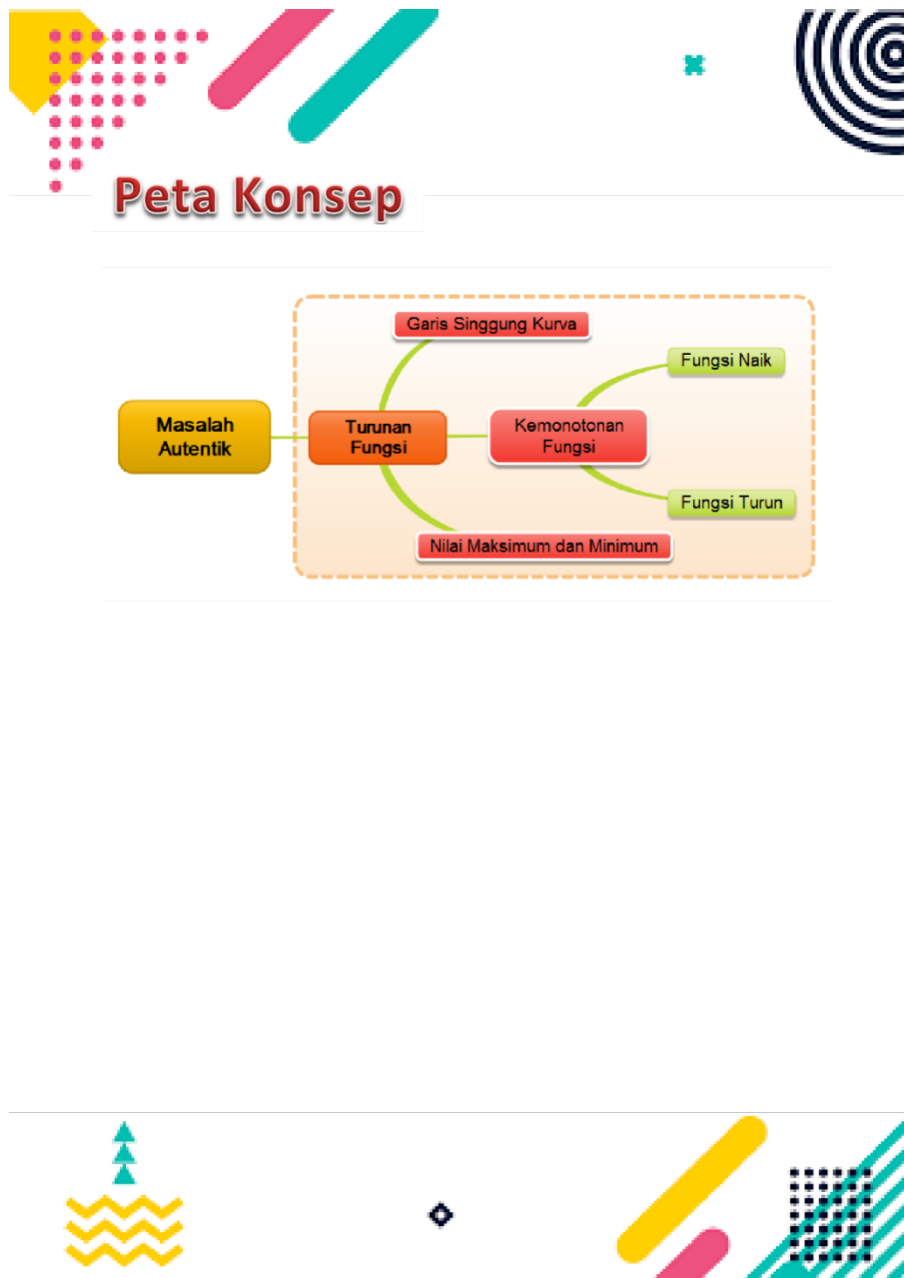 Peta Konsep
Garis Singgung Kurva
Fungsi Naik
Masalah
Autentik
Turunan
Fungsi
Kemonotonan
Fungsi
Fungsi Turun
Nilai Maksimum dan Minimum